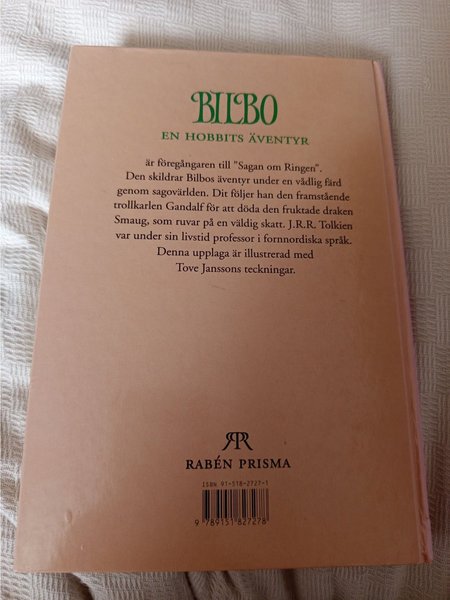 BILBO
EN HOBBITS ÄVENTYR
är föregångaren till "Sagan om Ringen".
Den skildrar Bilbos äventyr under en vådlig färd
genom sagovärlden. Dit följer han den framstående
trollkarlen Gandalf för att döda den fruktade draken
Smaug, som ruvar på en väldig skatt. J.R.R. Tolkien
var under sin livstid professor i fornnordiska språk.
Denna upplaga är illustrerad med
Tove Janssons teckningar.
RABÉN PRISMA
ISBN 91-518-2727-1
9 789151 827278